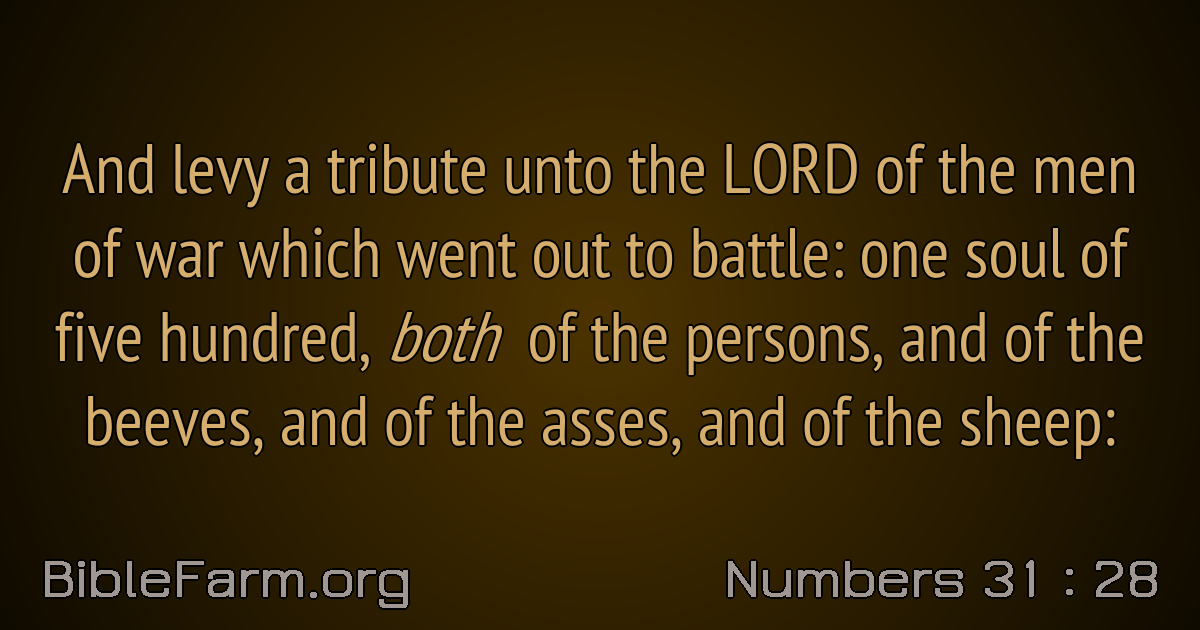 And levy a tribute unto the LORD of the men
of war which went out to battle: one soul of
five hundred, both of the persons, and of the
beeves, and of the asses, and of the sheep:
BibleFarm.org
Numbers 31 : 28